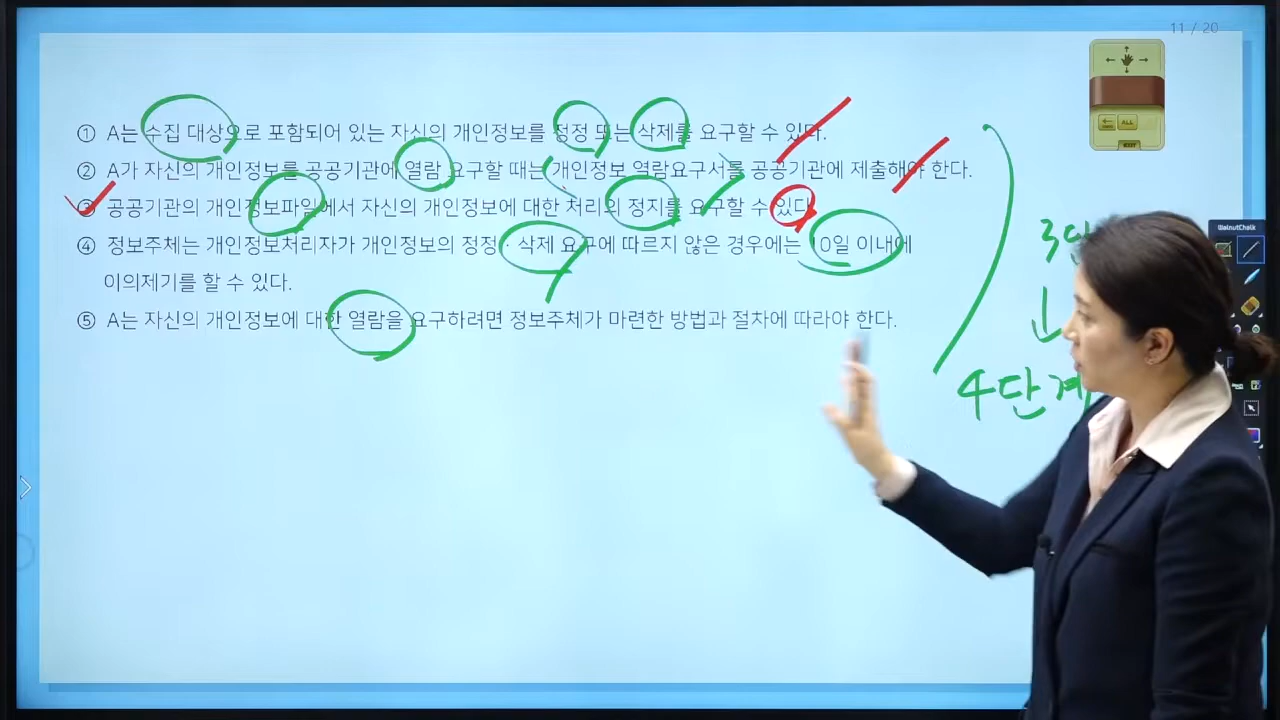 11 / 20
① A는 수집 대상으로 포함되어 있는 자신의 개인정보를 정정 또는 삭제를 요구할 수 있다.
② A가 자신의 개인정보를 공공기관에 열람 요구할 때는 개인정보 열람요구서를 공공기관에 제출해야 한다.
③ 공공기관의 개인정보파일에서 자신의 개인정보에 대한 처리의 정지를 요구할 수 있다.
④ 정보주체는 개인정보처리자가 개인정보의 정정 · 삭제 요구에 따르지 않은 경우에는 10일 이내에
이의제기를 할 수 있다.
⑤ A는 자신의 개인정보에 대한 열람을 요구하려면 정보주체가 마련한 방법과 절차에 따라야 한다.
3단
↓
4단계
ALL
WalnutChalk